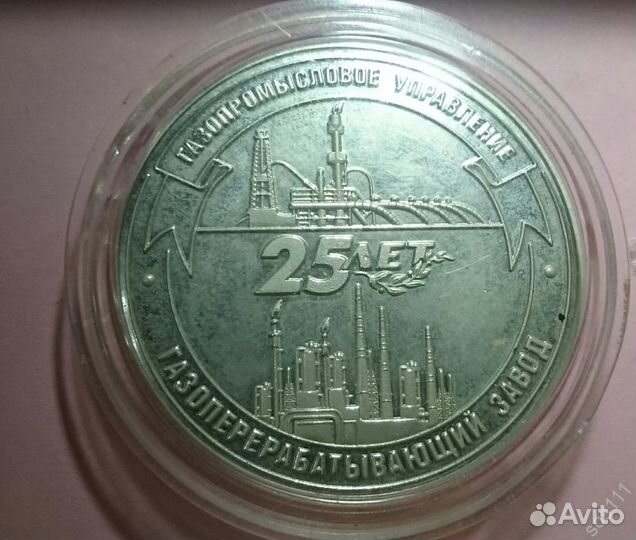 ГАЗОПРОМЫСЛОВОЕ УПРАВЛЕНИЕ
25 ЛЕТ
ГАЗОПЕРЕРАБАТЫВАЮЩИЙ ЗАВОД
Avito